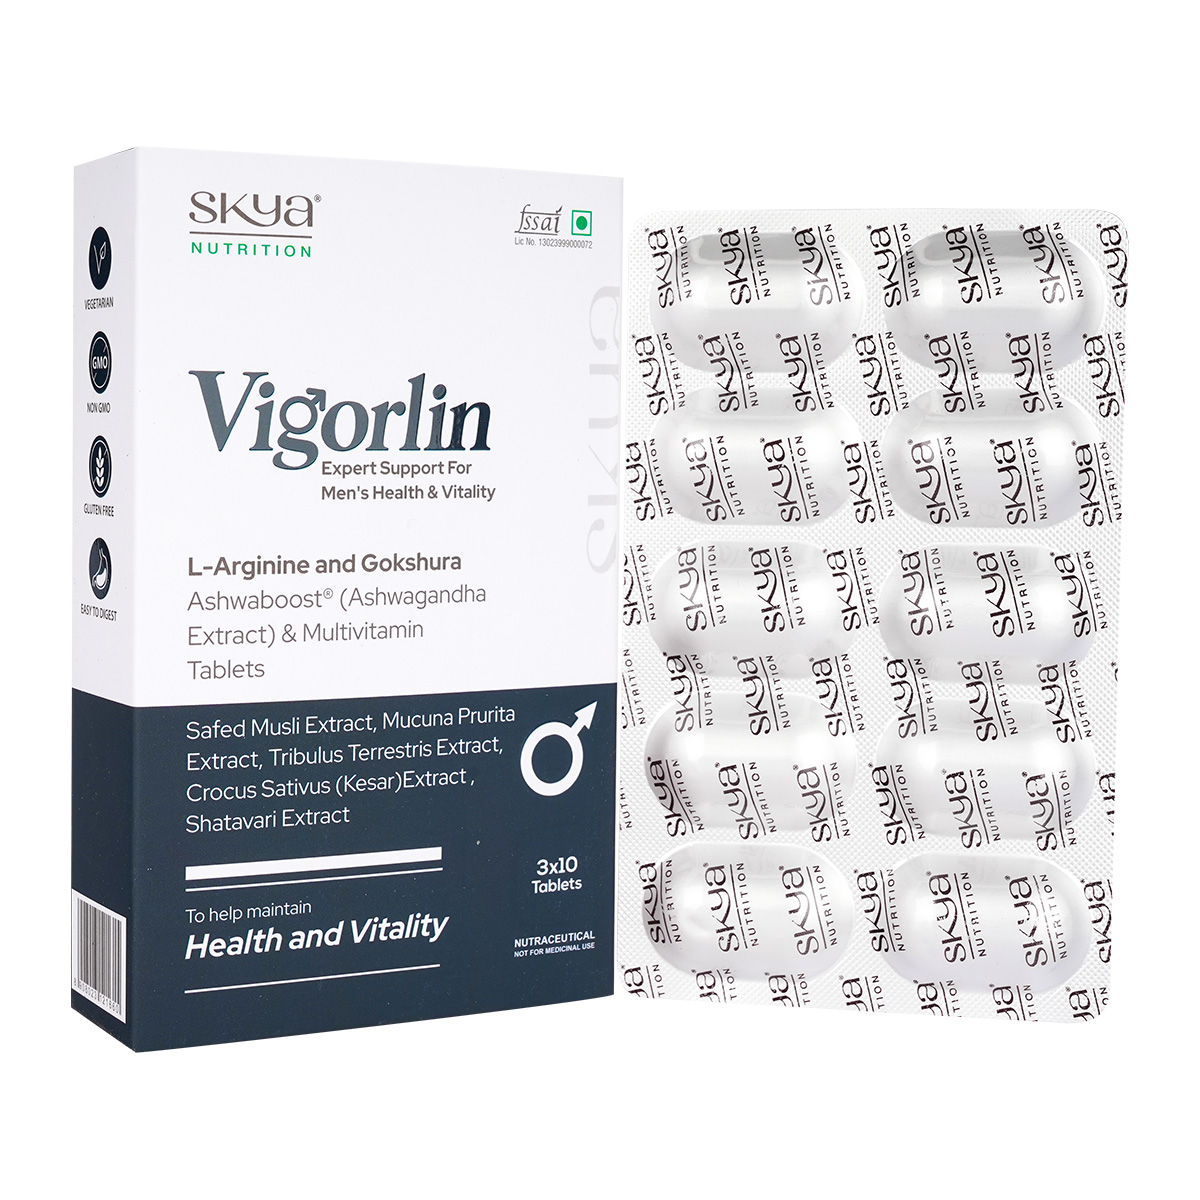 SKYA®
NUTRITION
fssai
Lic No. 13023999000072
VEGETARIAN
GMO
NON GMO
GLUTEN FREE
EASY TO DIGEST
Vigorlin
Expert Support For
Men's Health & Vitality
L-Arginine and Gokshura
Ashwaboost® (Ashwagandha
Extract) & Multivitamin
Tablets
Safed Musli Extract, Mucuna Prurita
Extract, Tribulus Terrestris Extract,
Crocus Sativus (Kesar)Extract ,
Shatavari Extract
3x10
Tablets
To help maintain
Health and Vitality
NUTRACEUTICAL
NOT FOR MEDICINAL USE
skya
SKYA®
NUTRITION